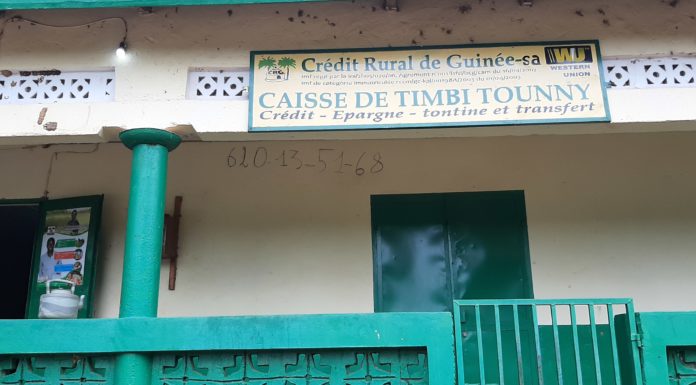 Crédit Rural de Guinée-sa
WU
WESTERN
UNION
CAISSE DE TIMBI TOUNNY
Crédit - Epargne - tontine et transfert
620-13-51-68